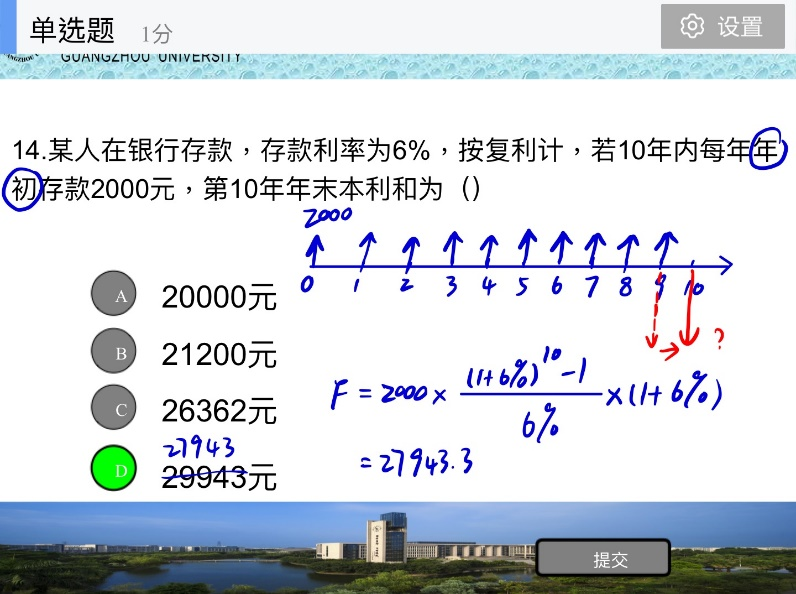 单选题 1分
设置
GUANGZHOU UNIVERSITY
14.某人在银行存款，存款利率为6%，按复利计，若10年内每年年
初存款2000元，第10年年末本利和为（）
2000
0 1 2 3 4 5 6 7 8 9 10
?
A 20000元
B 21200元
C 26362元
27943
D 29943元
F = 2000 × ((1+6%)^10 -1)/6% × (1+6%)
= 27943.3
提交